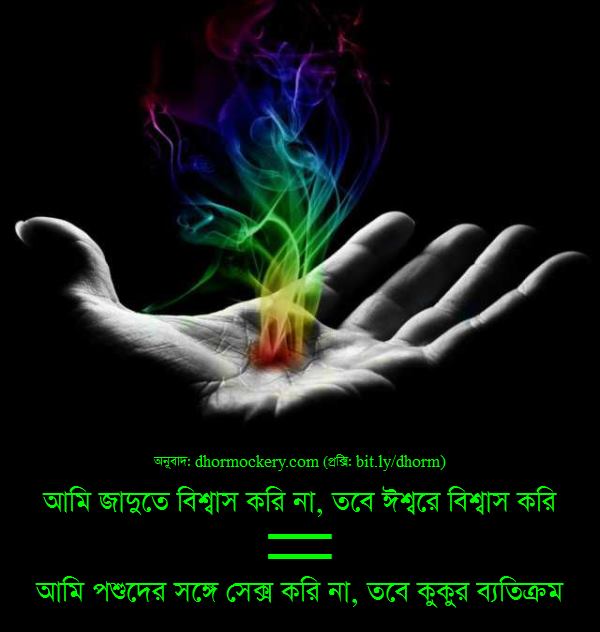 অনুবাদ: dhormockery.com (প্রক্সি: bit.ly/dhorm)
আমি জাদুতে বিশ্বাস করি না, তবে ঈশ্বরে বিশ্বাস করি
=
আমি পশুদের সঙ্গে সেক্স করি না, তবে কুকুর ব্যতিক্রম